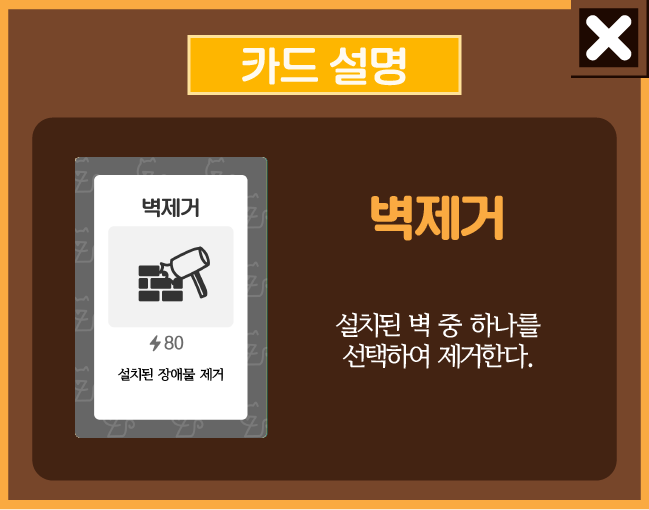 카드 설명
벽제거
80
설치된 장애물 제거
벽제거
설치된 벽 중 하나를
선택하여 제거한다.